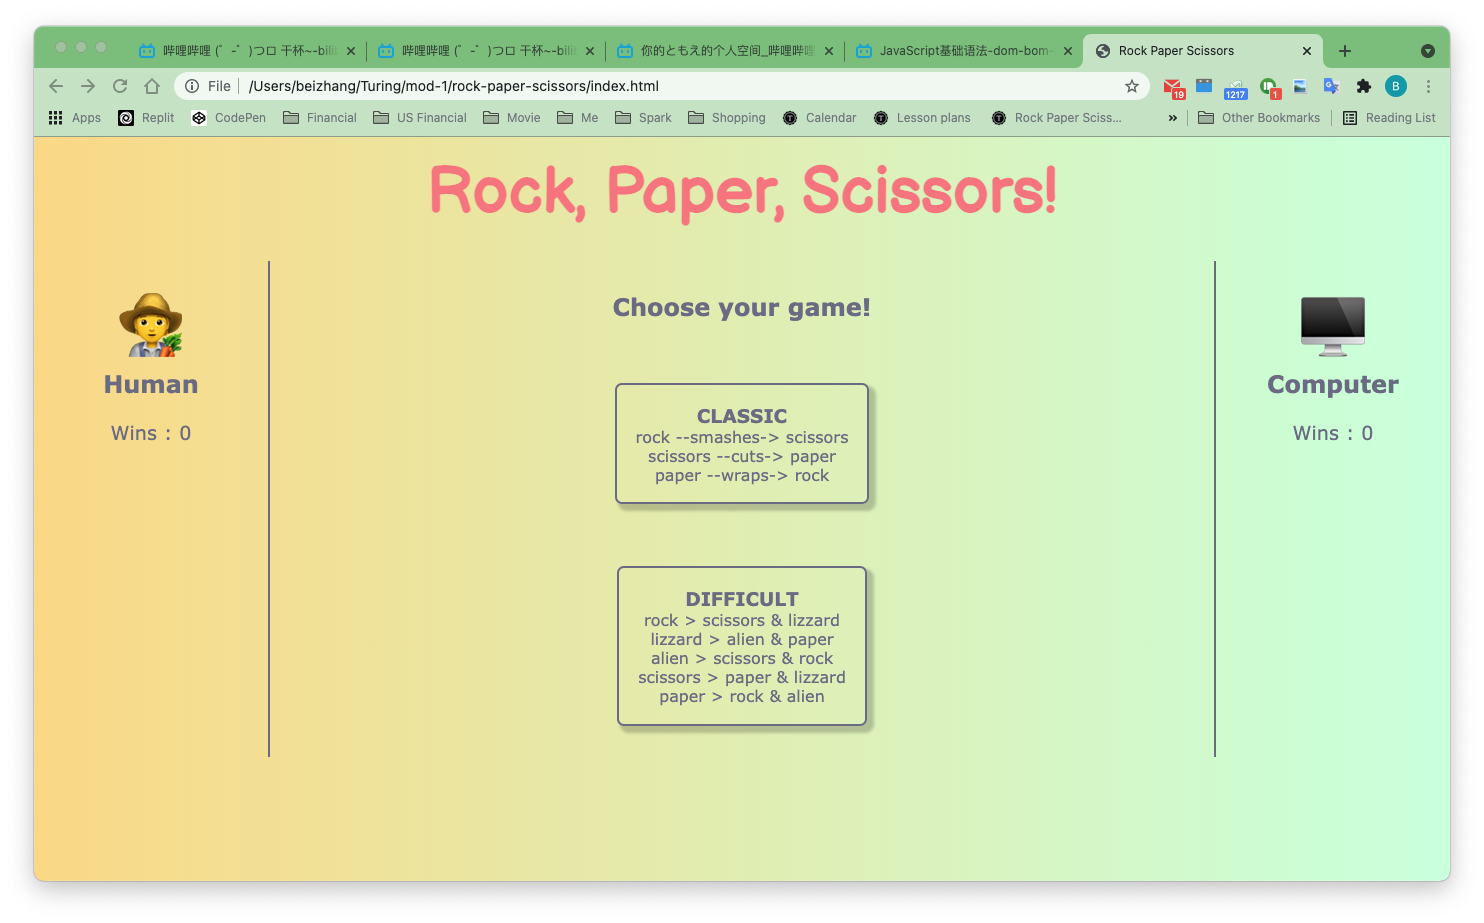 哔哩哔哩 (゜-゜)つロ 干杯~-bili
哔哩哔哩 (゜-゜)つロ 干杯~-bili
你的ともえ的个人空间_哔哩哔哩
JavaScript基础语法-dom-bom-
Rock Paper Scissors
File
/Users/beizhang/Turing/mod-1/rock-paper-scissors/index.html
19
1217
1
B
Apps
Replit
CodePen
Financial
US Financial
Movie
Me
Spark
Shopping
Calendar
Lesson plans
Rock Paper Sciss...
»
Other Bookmarks
Reading List
Rock, Paper, Scissors!
Human
Wins : 0
Choose your game!
CLASSIC
rock --smashes-> scissors
scissors --cuts-> paper
paper --wraps-> rock
DIFFICULT
rock > scissors & lizzard
lizzard > alien & paper
alien > scissors & rock
scissors > paper & lizzard
paper > rock & alien
Computer
Wins : 0